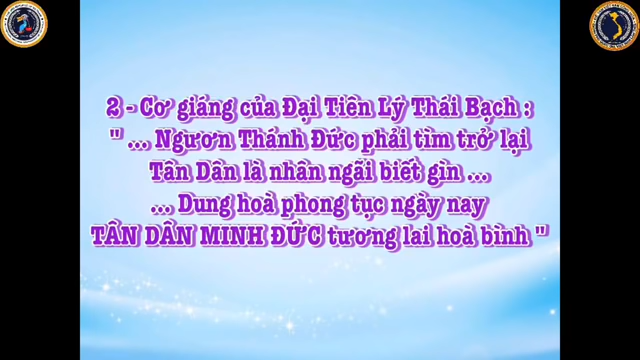 2 - Cơ giáng của Đại Tiên Lý Thái Bạch :
" ... Ngươn Thánh Đức phải tìm trở lại
Tân Dân là nhân ngãi biết gìn ...
... Dung hoà phong tục ngày nay
TÂN DÂN MINH ĐỨC tương lai hoà bình "